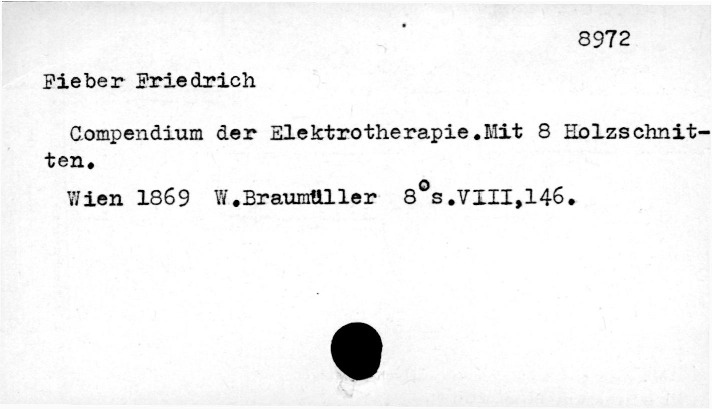 8972
Fieber Friedrich
Compendium der Elektrotherapie.Mit 8 Holzschnit-
ten.
Wien 1869 W.Braumüller 8°s.VIII,146.